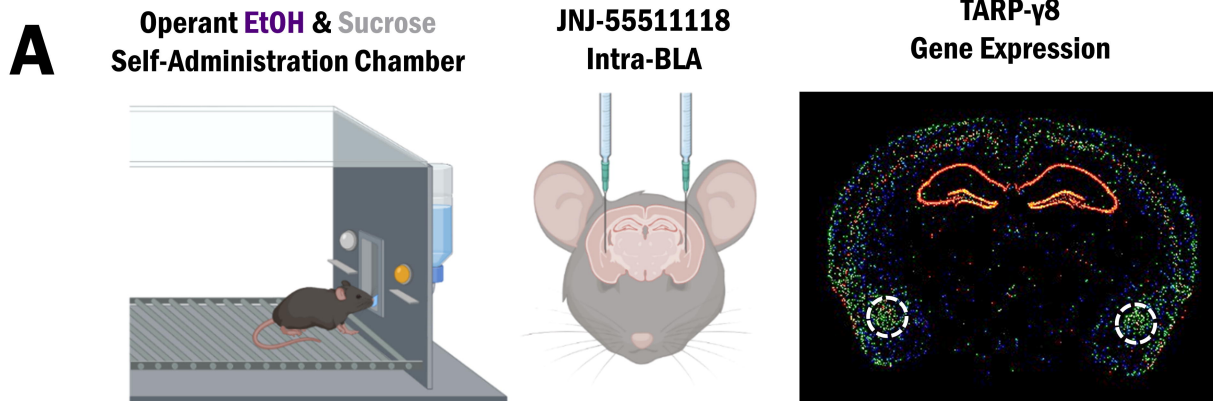 A
Operant EtOH & Sucrose
Self-Administration Chamber
JNJ-55511118
Intra-BLA
TARP-γ8
Gene Expression